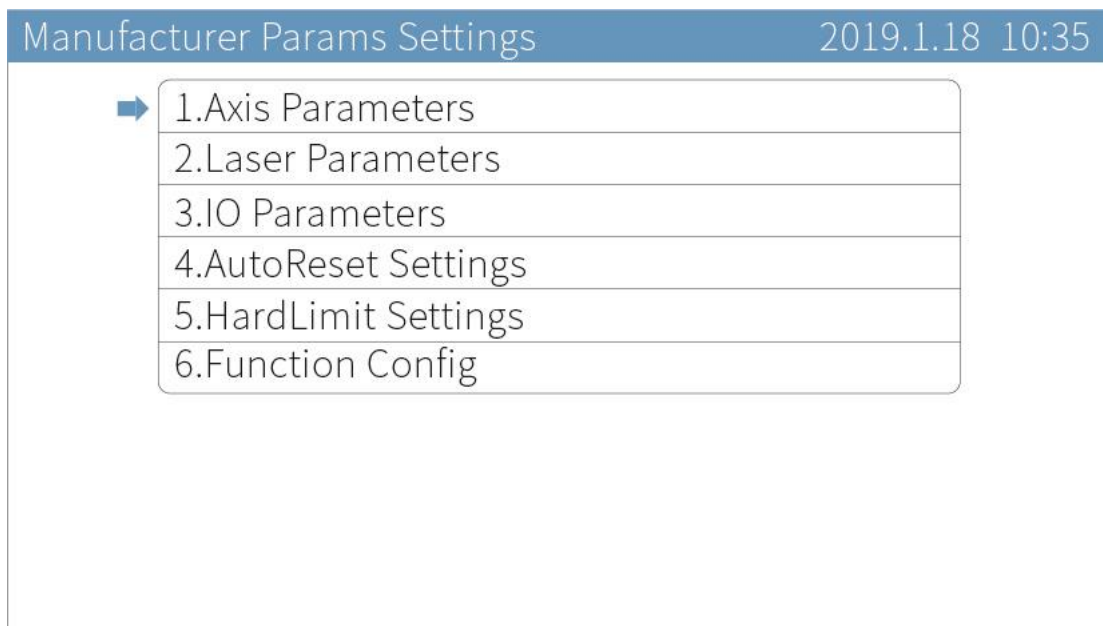 Manufacturer Params Settings 2019.1.18 10:35
1.Axis Parameters
2.Laser Parameters
3.IO Parameters
4.AutoReset Settings
5.HardLimit Settings
6.Function Config